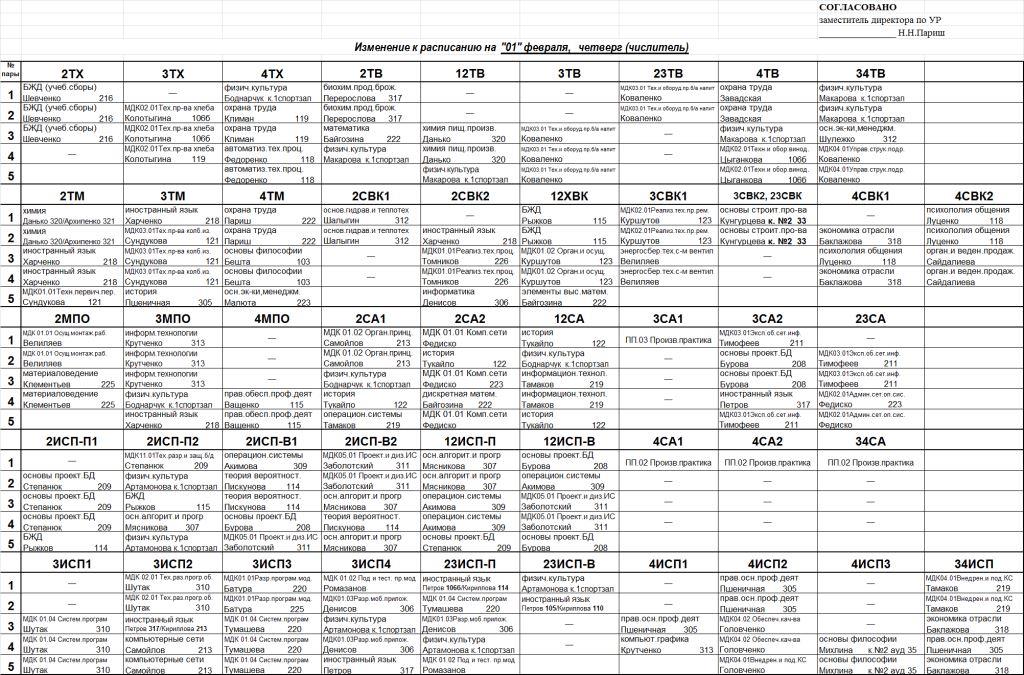 СОГЛАСОВАНО
заместитель директора по УР
Н.Н.Париш
Изменение к расписанию на "01" февраля, четверг (числитель)
№ пары 2ТХ 3ТХ 4ТХ 2ТВ 12ТВ 3ТВ 23ТВ 4ТВ 34ТВ
БЖД (учеб.сборы) — физич.культура биохим.прод.брож. — — МДК03.01 Тех.и оборуд.пр.б/а напит охрана труда физич.культура
1 Шевченко 216 Боднарчук к.1спортзал Перерослова 317 Коваленко Завадская Макарова к.1спортзал
БЖД (учеб.сборы) МДК02.01Тех.пр-ва хлеба охрана труда биохим.прод.брож. — — МДК03.01 Тех.и оборуд.пр.б/а напит охрана труда физич.культура
2 Шевченко 216 Колотыгина 106б Климан 119 Перерослова 317 Коваленко Завадская Макарова к.1спортзал
БЖД (учеб.сборы) МДК02.01Тех.пр-ва хлеба охрана труда математика химия пищ.произв. МДК03.01 Тех.и оборуд.пр.б/а напит — физич.культура осн.эк-ки,менеджм.
3 Шевченко 216 Колотыгина 106б Климан 119 Байгозина 222 Данько 320 Коваленко Макарова к.1спортзал Шулежко 312
— МДК02.01Тех.пр-ва хлеба автоматиз.тех.проц. физич.культура химия пищ.произв. МДК03.01 Тех.и оборуд.пр.б/а напит МДК02.01Техн и обор.винод. МДК04.01Управ.струк.подр.
4 Колотыгина 119 Федоренко 118 Макарова к.1спортзал Данько 320 Коваленко Цыганкова 106б Коваленко
автоматиз.тех.проц. физич.культура МДК03.01 Тех.и оборуд.пр.б/а напит МДК02.01Техн и обор.винод. МДК04.01Управ.струк.подр.
5 Федоренко 118 Макарова к.1спортзал Коваленко Цыганкова 106б Коваленко
2ТМ 3ТМ 4ТМ 2СВК1 2СВК2 12ХВК 3СВК1 3СВК2, 23СВК 4СВК1 4СВК2
химия иностранный язык охрана труда основ.гидрав.и теплотех — БЖД МДК02.01Реализ.тех.пр.рем. основы строит.про-ва — психололия общения
1 Данько 320/Архипенко 321 Харченко 218 Париш 222 Шалыгин 312 Рыжков 115 Куршутов 123 Кунгурцева к. №2 33 Луценко 118
химия МДК03.01Тех.пр-ва колб.из. охрана труда основ.гидрав.и теплотех иностранный язык БЖД МДК02.01Реализ.тех.пр.рем. основы строит.про-ва экономика отрасли психололия общения
2 Данько 320/Архипенко 321 Сундукова 121 Париш 222 Шалыгин 312 Харченко 218 Рыжков 115 Куршутов 123 Кунгурцева к. №2 33 Баклажова 318 Луценко 118
иностранный язык МДК03.01Тех.пр-ва колб.из. основы философии — МДК01.01Реализ.тех.проц. МДК01.02 Орган.и осущ. энергосбер.тех.с-м вентил — психололия общения орган.и веден.продаж.
3 Харченко 218 Сундукова 121 Бешта 103 Томников 226 Куршутов 123 Велиляев Луценко 118 Сайдалиева
иностранный язык МДК03.01Тех.пр-ва колб.из. основы философии — МДК01.01Реализ.тех.проц. МДК01.02 Орган.и осущ. энергосбер.тех.с-м вентил — экономика отрасли орган.и веден.продаж.
4 Харченко 218 Сундукова 121 Бешта 103 Томников 226 Куршутов 123 Велиляев Баклажова 318 Сайдалиева
МДК01.01Техн первич.пер. история осн.эк-ки,менеджм. информатика элементы выс.матем.
5 Сундукова 121 Пшеничная 305 Малюта 223 Денисов 306 Байгозина 222
2МПО 3МПО 4МПО 2СА1 2СА2 12СА 3СА1 3СА2 23СА
МДК 01.01 Осущ.монтаж.раб. информ.технологии — МДК 01.02 Орган.принц. МДК 01.01 Комп.сети история ПП.03 Произв.практика МДК03.01Эксп.об.сет.инф. —
1 Велиляев Крутченко 313 Самойлов 213 Федиско Тукайло 122 Тимофеев 211
МДК 01.01 Осущ.монтаж.раб. информ.технологии — МДК 01.02 Орган.принц. история физич.культура — основы проект.БД МДК03.01Эксп.об.сет.инф.
2 Велиляев Крутченко 313 Самойлов 213 Тукайло 122 Боднарчук к.1спортзал Бурова 208 Тимофеев 211
материаловедение информ.технологии — физич.культура МДК 01.01 Комп.сети информацион.технол. — основы проект.БД МДК03.01Эксп.об.сет.инф.
3 Клементьев 225 Крутченко 313 Боднарчук к.1спортзал Федиско 223 Тамаков 219 Бурова 208 Тимофеев 211
материаловедение физич.культура прав.обесп.проф.деят история дискретная матем. информацион.технол. — иностранный язык МДК02.01Админ.сет.оп.сис.
4 Клементьев 225 Боднарчук к.1спортзал Ващенко 115 Тукайло 122 Байгозина 222 Тамаков 219 Петров 317 Федиско 223
иностранный язык прав.обесп.проф.деят операцион.системы МДК 01.01 Комп.сети история МДК03.01Эксп.об.сет.инф. МДК02.01Админ.сет.оп.сис.
5 Харченко 218 Ващенко 115 Тамаков 219 Федиско Тукайло 122 Тимофеев 211 Федиско
2ИСП-П1 2ИСП-П2 2ИСП-В1 2ИСП-В2 12ИСП-П 12ИСП-В 4СА1 4СА2 34СА
— МДК11.01Тех.разр.и защ.б/д операцион.системы МДК05.01 Проект.и диз.ИС осн.алгорит.и прогр основы проект.БД ПП.02 Произв.практика ПП.02 Произв.практика ПП.02 Произв.практика
1 Степанюк 209 Акимова 309 Заболотский 311 Мясникова 307 Бурова 208
основы проект.БД физич.культура теория вероятност. МДК05.01 Проект.и диз.ИС осн.алгорит.и прогр операцион.системы — — —
2 Степанюк 209 Артамонова к.1спортзал Пискунова 114 Заболотский 311 Мясникова 307 Акимова 309
основы проект.БД БЖД теория вероятност. осн.алгорит.и прогр операцион.системы МДК05.01 Проект.и диз.ИС — — —
3 Степанюк 209 Рыжков 115 Пискунова 114 Мясникова 307 Акимова 309 Заболотский 311
основы проект.БД осн.алгорит.и прогр основы проект.БД теория вероятност. операцион.системы МДК05.01 Проект.и диз.ИС — — —
4 Степанюк 209 Мясникова 307 Бурова 208 Пискунова 114 Акимова 309 Заболотский 311
БЖД физич.культура МДК05.01 Проект.и диз.ИС осн.алгорит.и прогр основы проект.БД основы проект.БД
5 Рыжков 114 Артамонова к.1спортзал Заболотский 311 Мясникова 307 Степанюк 209 Бурова 208
3ИСП1 3ИСП2 3ИСП3 3ИСП4 23ИСП-П 23ИСП-В 4ИСП1 4ИСП2 34ИСП
— МДК 02.01 Тех.раз.прогр.об. МДК01.01Разр.програм мод. МДК 01.02 Под и тест. пр.мод иностранный язык физич.культура — прав.осн.проф.деят МДК04.01Внедрен.и под.КС
1 Шутак 310 Батура 220 Ромазанов Петров 106б/Кириллова 114 Артамонова к.1спортзал Пшеничная 305 Тамаков 219
— МДК 02.01 Тех.раз.прогр.об. МДК01.01Разр.програм мод. МДК01.03Разр.моб.прилож. МДК 01.04 Систем.програм иностранный язык — прав.осн.проф.деят МДК04.01Внедрен.и под.КС
2 Шутак 310 Батура 225 Денисов 306 Тумашева 220 Петров 105/Кириллова 110 Пшеничная 305 Тамаков 219
МДК 01.04 Систем.програм иностранный язык МДК 01.04 Систем.програм физич.культура МДК01.03Разр.моб.прилож. — прав.осн.проф.деят МДК04.02 Обеспеч.кач-ва экономика отрасли
3 Шутак 310 Петров 317/Кириллова 213 Тумашева 220 Артамонова к.1спортзал Денисов 306 Пшеничная 305 Головченко Баклажова 318
МДК 01.04 Систем.програм компьютерные сети МДК 01.04 Систем.програм МДК01.03Разр.моб.прилож. физич.культура — компьют.графика МДК04.02 Обеспеч.кач-ва основы философии прав.осн.проф.деят
4 Шутак 310 Самойлов 213 Тумашева 220 Денисов 306 Артамонова к.1спортзал Крутченко 313 Головченко Михлина к.№2 ауд 35 Пшеничная 305
МДК 01.04 Систем.програм компьютерные сети МДК 01.04 Систем.програм иностранный язык МДК 01.02 Под и тест. пр.мод МДК04.01Внедрен.и под.КС основы философии экономика отрасли
5 Шутак 310 Самойлов 213 Тумашева 220 Петров 317 Ромазанов Головченко Михлина к.№2 ауд 35 Баклажова 318